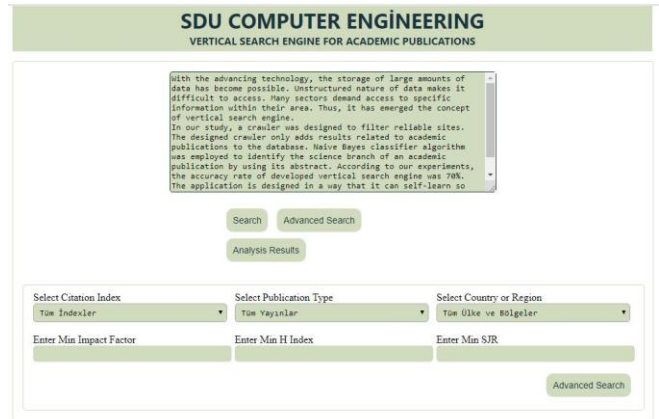 SDU COMPUTER ENGİNEERING
VERTICAL SEARCH ENGINE FOR ACADEMIC PUBLICATIONS
With the advancing technology, the storage of large amounts of
data has become possible. Unstructured nature of data makes it
difficult to access. Many sectors demand access to specific
information within their area. Thus, it has emerged the concept
of vertical search engine.
In our study, a crawler was designed to filter reliable sites.
The designed crawler only adds results related to academic
publications to the database. Naive Bayes classifier algorithm
was employed to identify the science branch of an academic
publication by using its abstract. According to our experiments,
the accuracy rate of developed vertical search engine was 70%.
The application is designed in a way that it can self-learn so
Search Advanced Search
Analysis Results
Select Citation Index Select Publication Type Select Country or Region
Tüm İndexler Tüm Yayınlar Tüm Ülke ve Bölgeler
Enter Min Impact Factor Enter Min H Index Enter Min SJR
Advanced Search